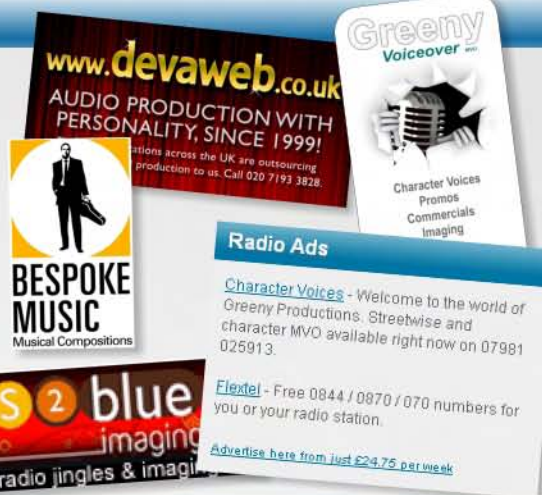 www.devaweb.co.uk
AUDIO PRODUCTION WITH
PERSONALITY, SINCE 1999!
across the UK are outsourcing
production to us. Call 020 7193 3828.
Greeny
Voiceover MVO
Character Voices
Promos
Commercials
Imaging
BESPOKE
MUSIC
Musical Compositions
Radio Ads
Character Voices - Welcome to the world of
Greeny Productions. Streetwise and
character MVO available right now on 07981
025913.
Flextel - Free 0844 / 0870 / 070 numbers for
you or your radio station.
Advertise here from just £24.75 per week
S 2 blue
imaging
radio jingles &